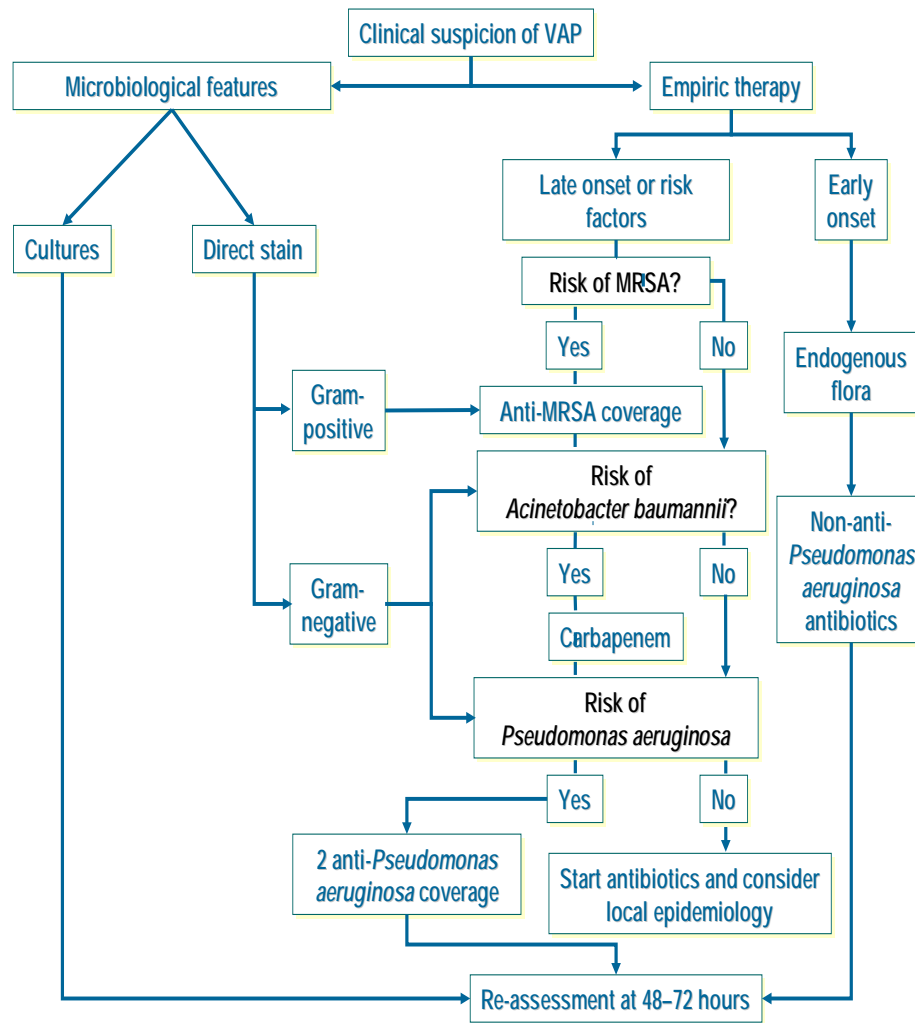 Clinical suspicion of VAP
Microbiological features
Empiric therapy
Late onset or risk
factors
Early
onset
Cultures
Direct stain
Risk of MRSA?
Yes
No
Endogenous
flora
Gram-
positive
Anti-MRSA coverage
Risk of
Acinetobacter baumannii?
Non-anti-
Pseudomonas
aeruginosa
antibiotics
Yes
No
Gram-
negative
Carbapenem
Risk of
Pseudomonas aeruginosa
Yes
No
2 anti-Pseudomonas
aeruginosa coverage
Start antibiotics and consider
local epidemiology
Re-assessment at 48–72 hours